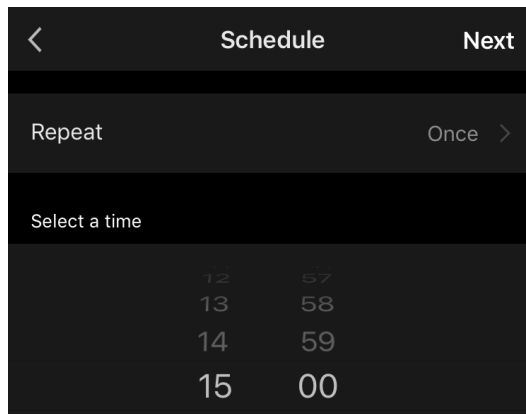 Schedule Next
Repeat Once
Select a time
12 57
13 58
14 59
15 00